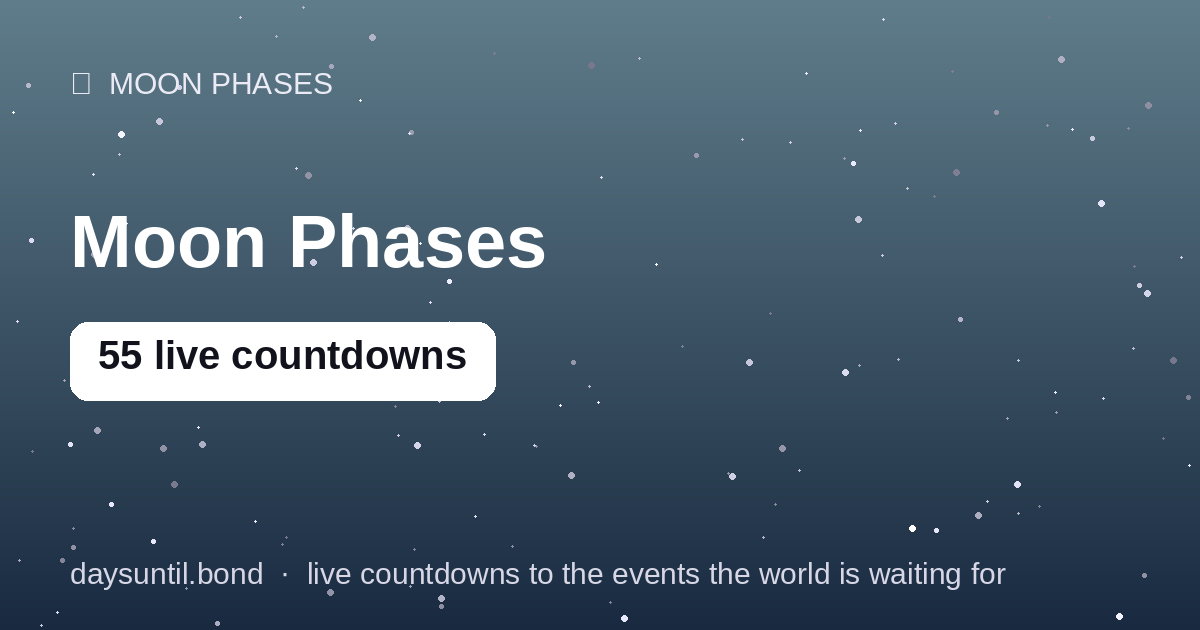 MOON PHASES
Moon Phases
55 live countdowns
daysuntil.bond · live countdowns to the events the world is waiting for